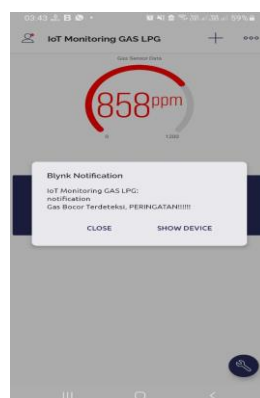 03:43
59%
IoT Monitoring GAS LPG
Gas Sensor Data
858ppm
0
1200
Blynk Notification
IoT Monitoring GAS LPG:
notification
Gas Bocor Terdeteksi, PERINGATAN!!!!!
CLOSE SHOW DEVICE